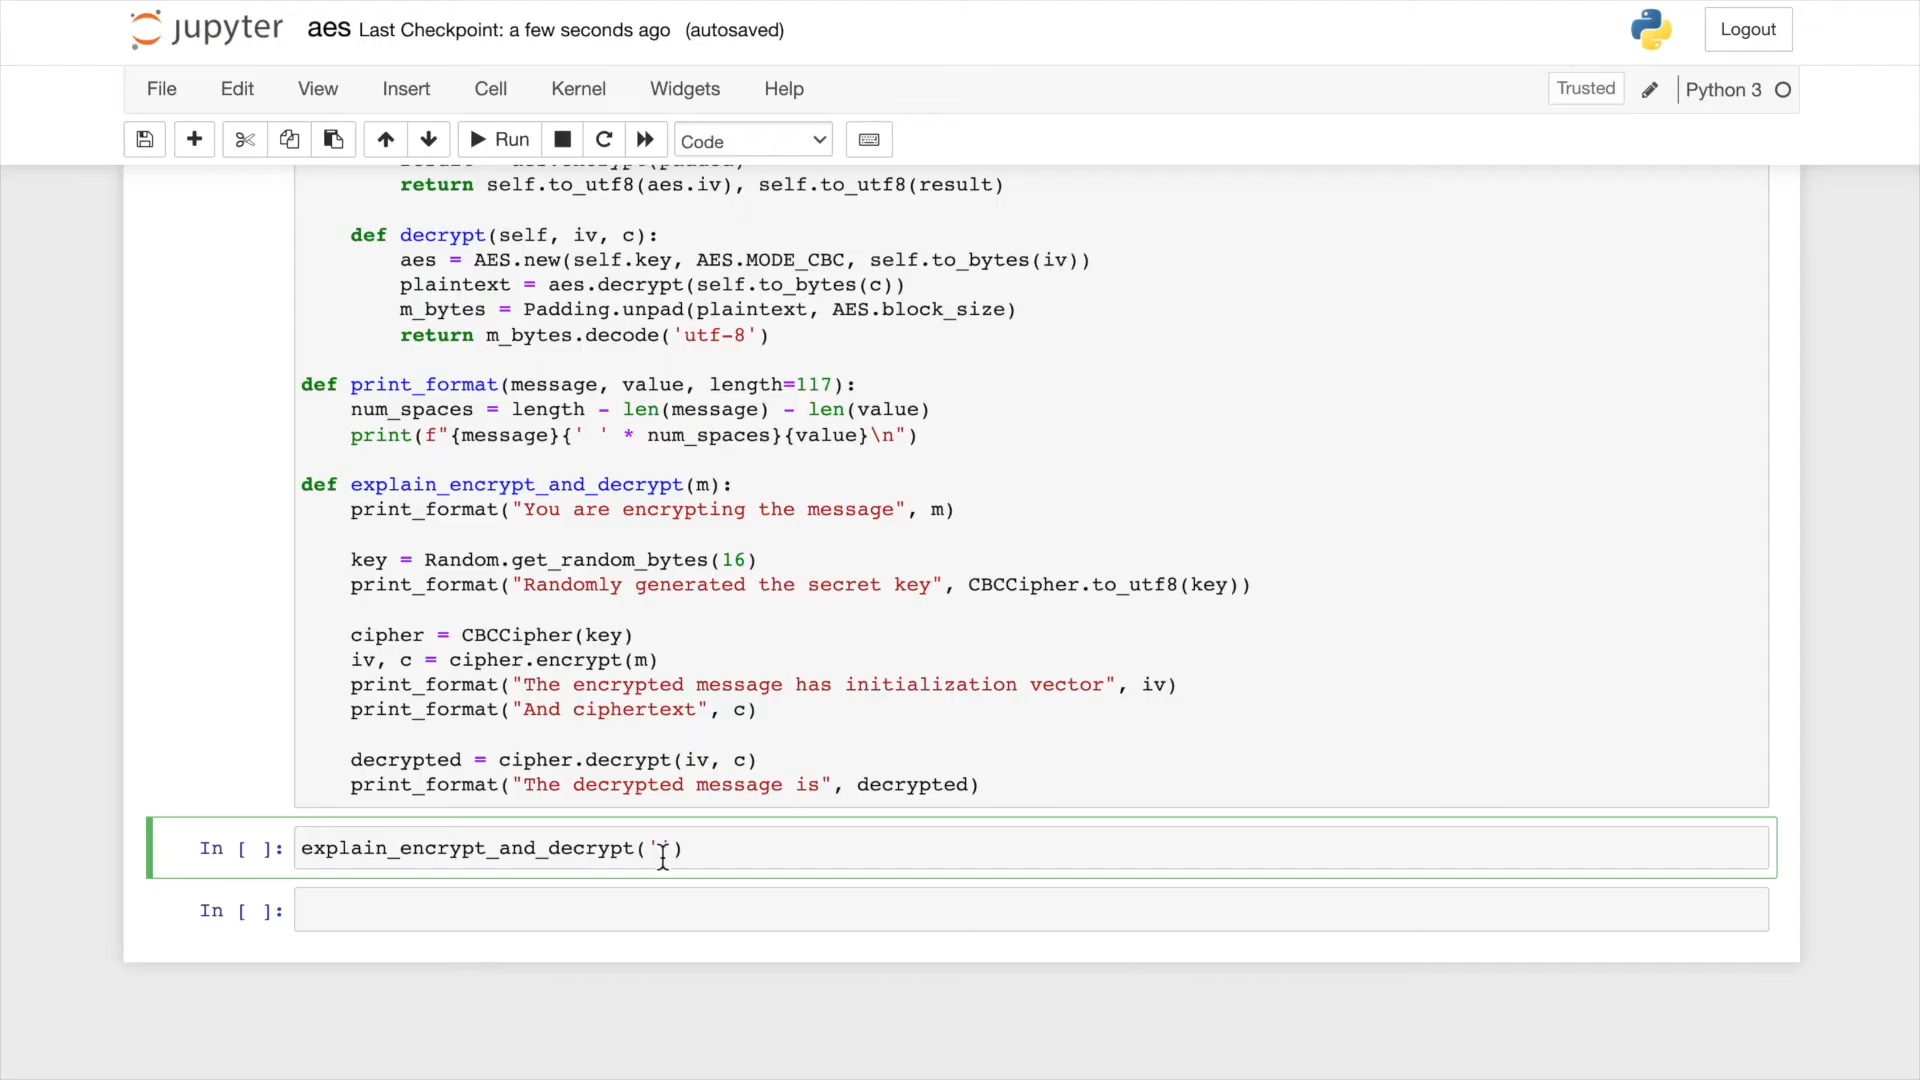 jupyter aes Last Checkpoint: a few seconds ago (autosaved) Logout
File Edit View Insert Cell Kernel Widgets Help Trusted Python 3
Run Code
return self.to_utf8(aes.iv), self.to_utf8(result)
def decrypt(self, iv, c):
aes = AES.new(self.key, AES.MODE_CBC, self.to_bytes(iv))
plaintext = aes.decrypt(self.to_bytes(c))
m_bytes = Padding.unpad(plaintext, AES.block_size)
return m_bytes.decode('utf-8')
def print_format(message, value, length=117):
num_spaces = length - len(message) - len(value)
print(f"{message}{' ' * num_spaces}{value}\n")
def explain_encrypt_and_decrypt(m):
print_format("You are encrypting the message", m)
key = Random.get_random_bytes(16)
print_format("Randomly generated the secret key", CBCCipher.to_utf8(key))
cipher = CBCCipher(key)
iv, c = cipher.encrypt(m)
print_format("The encrypted message has initialization vector", iv)
print_format("And ciphertext", c)
decrypted = cipher.decrypt(iv, c)
print_format("The decrypted message is", decrypted)
In [ ]: explain_encrypt_and_decrypt('')
In [ ]: